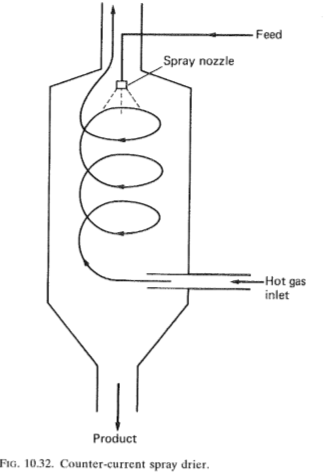 Feed
Spray nozzle
Hot gas
inlet
Product
FIG. 10.32. Counter-current spray drier.